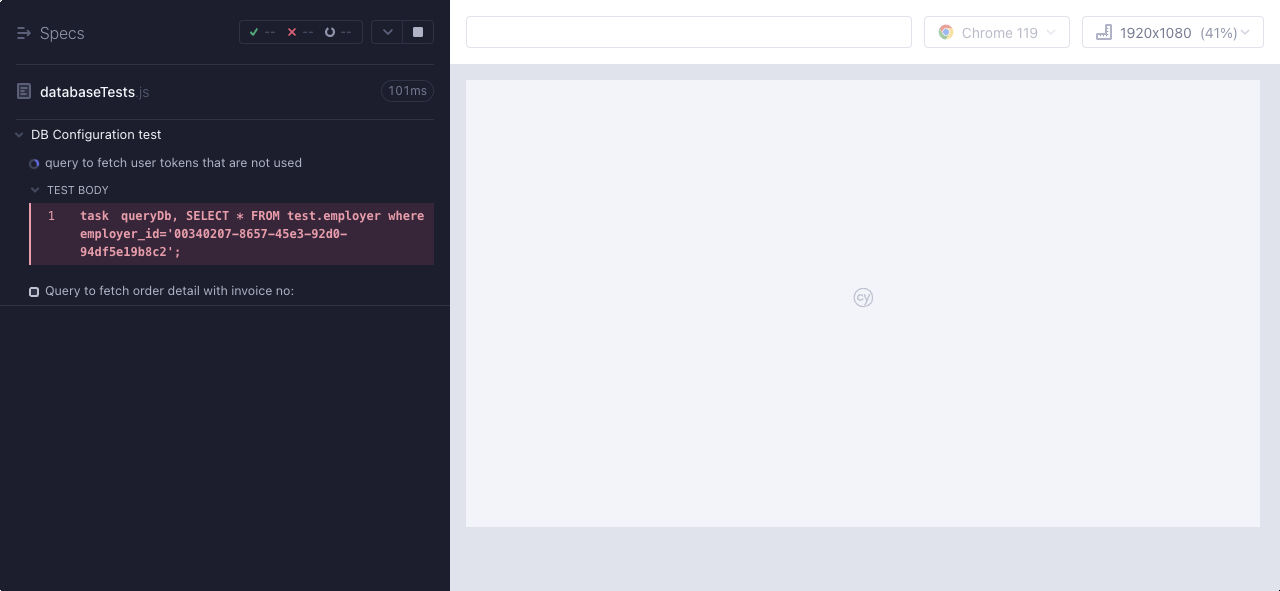 Specs
-- -- --
databaseTests.js
101ms
DB Configuration test
query to fetch user tokens that are not used
TEST BODY
1 task queryDb, SELECT * FROM test.employer where
employer_id='00340207-8657-45e3-92d0-
94df5e19b8c2';
Query to fetch order detail with invoice no:
Chrome 119
1920x1080 (41%)
cy